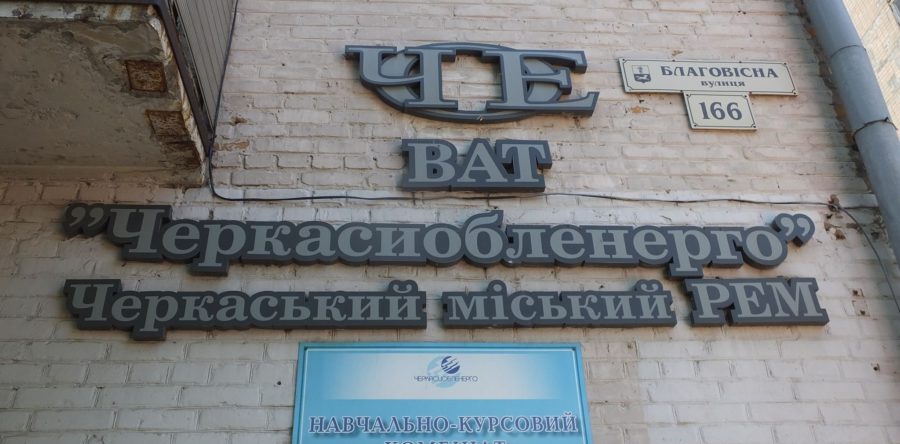 ЧЕ
БЛАГОВІСНА
вулиця
166
ВАТ
”Черкасиобленерго”
Черкаський міський РЕМ
ЧЕРКАСИОБЛЕНЕРГО
НАВЧАЛЬНО-КУРСОВИЙ